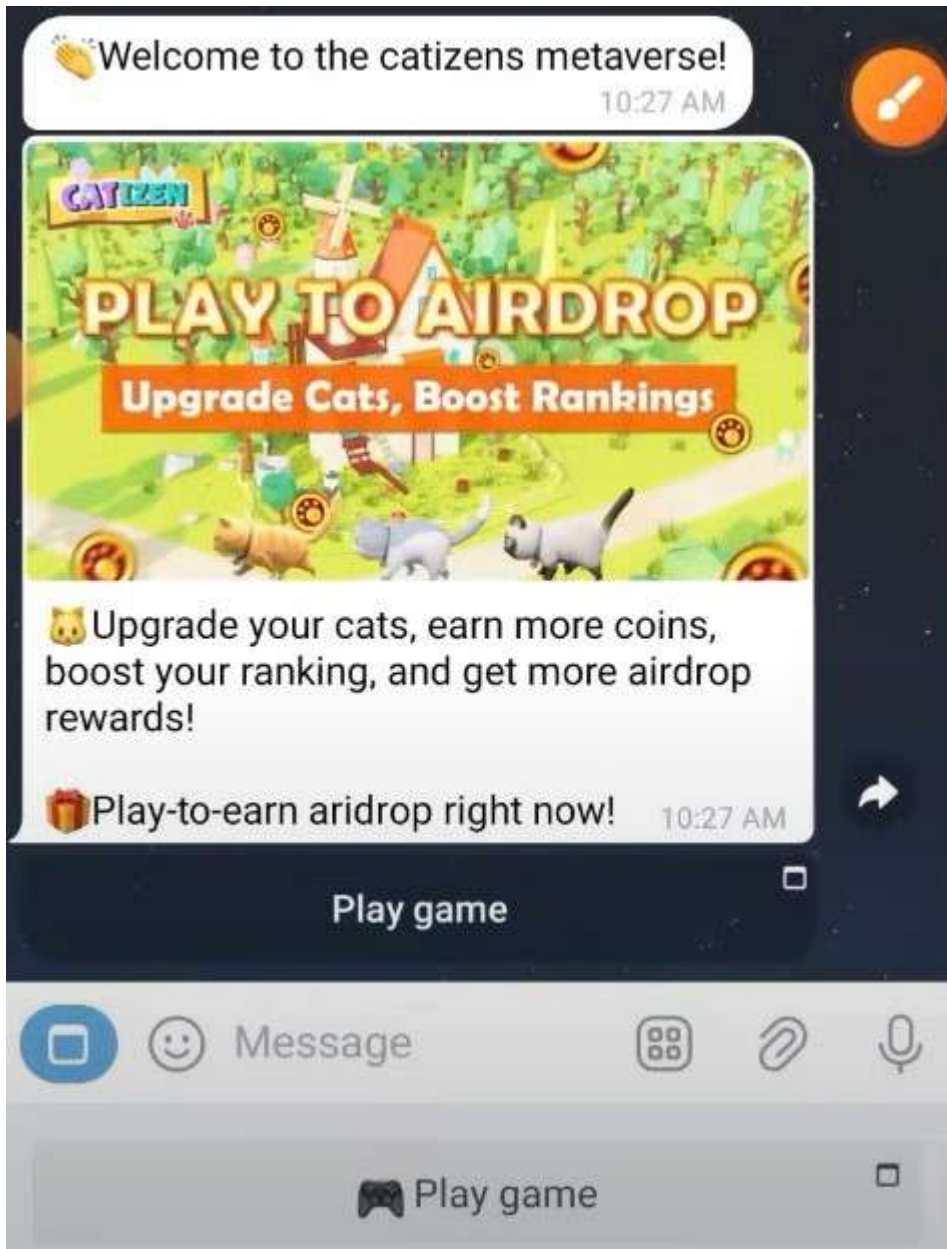 👏Welcome to the catizens metaverse!
10:27 AM
CATIZEN
PLAY TO AIRDROP
Upgrade Cats, Boost Rankings
🐱Upgrade your cats, earn more coins,
boost your ranking, and get more airdrop
rewards!
🎁Play-to-earn aridrop right now! 10:27 AM
Play game
Message
🎮Play game